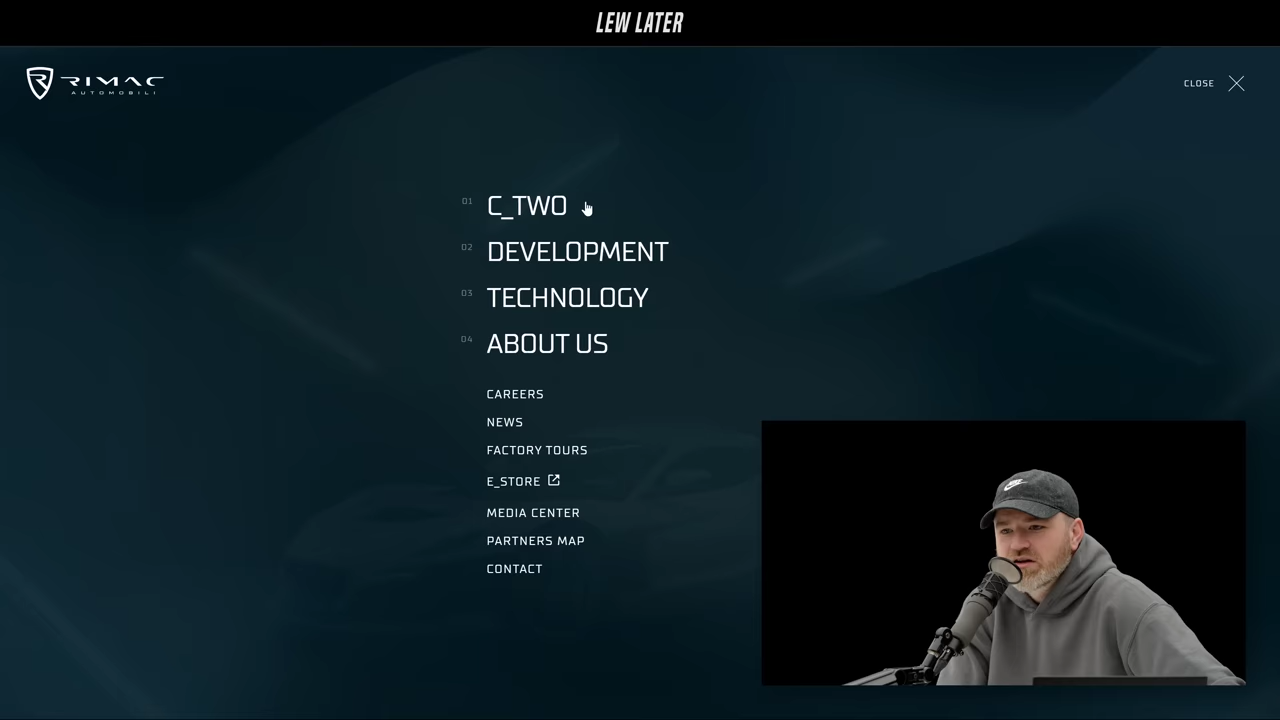 LEW LATER
RIMAC
AUTOMOBILI
CLOSE
01 C_TWO
02 DEVELOPMENT
03 TECHNOLOGY
04 ABOUT US
CAREERS
NEWS
FACTORY TOURS
E_STORE
MEDIA CENTER
PARTNERS MAP
CONTACT